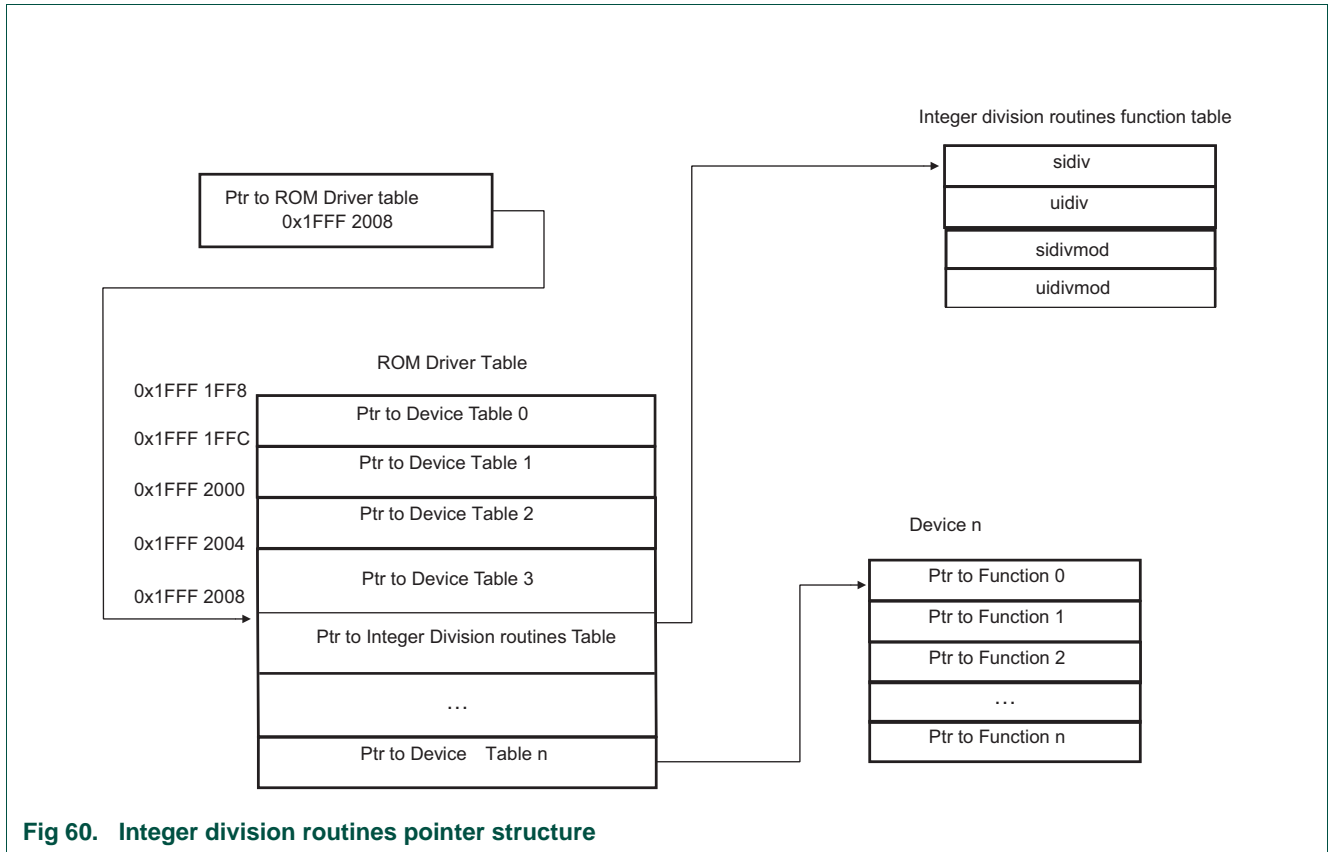 Integer division routines function table
sidiv
uidiv
sidivmod
uidivmod
Ptr to ROM Driver table
0x1FFF 2008
ROM Driver Table
0x1FFF 1FF8
Ptr to Device Table 0
0x1FFF 1FFC
Ptr to Device Table 1
0x1FFF 2000
Ptr to Device Table 2
0x1FFF 2004
Ptr to Device Table 3
0x1FFF 2008
Ptr to Integer Division routines Table
...
Ptr to Device Table n
Device n
Ptr to Function 0
Ptr to Function 1
Ptr to Function 2
...
Ptr to Function n
Fig 60. Integer division routines pointer structure